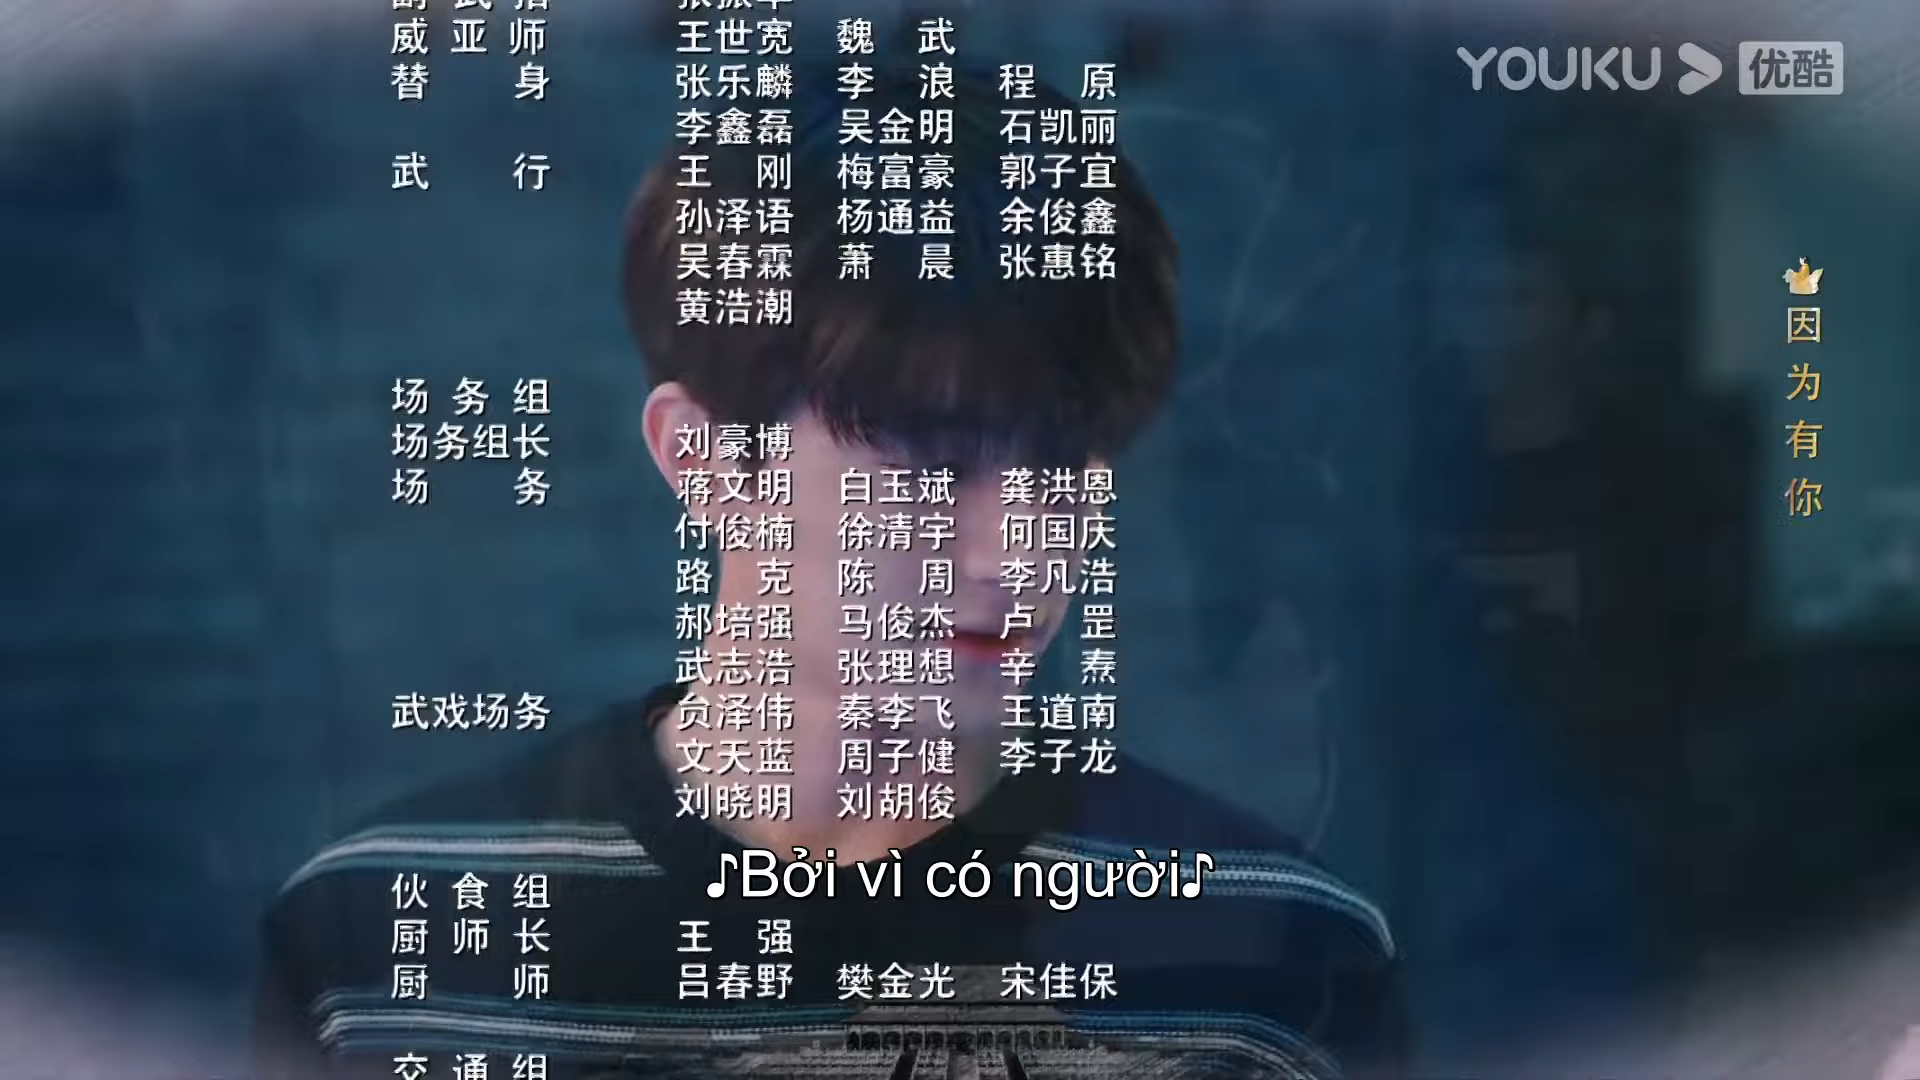 威亚师 王世宽 魏武
YOUKU 优酷
替身 张乐麟 李浪 程原
李鑫磊 吴金明 石凯丽
武行 王刚 梅富豪 郭子宜
孙泽语 杨通益 余俊鑫
吴春霖 萧晨 张惠铭
黄浩潮
因为有你
场务组
场务组长 刘豪博
场务 蒋文明 白玉斌 龚洪恩
付俊楠 徐清宇 何国庆
路克 陈周 李凡浩
郝培强 马俊杰 卢罡
武志浩 张理想 辛焘
武戏场务 贠泽伟 秦李飞 王道南
文天蓝 周子健 李子龙
刘晓明 刘胡俊
♪Bởi vì có người♪
伙食组
厨师长 王强
厨师 吕春野 樊金光 宋佳保
交通组